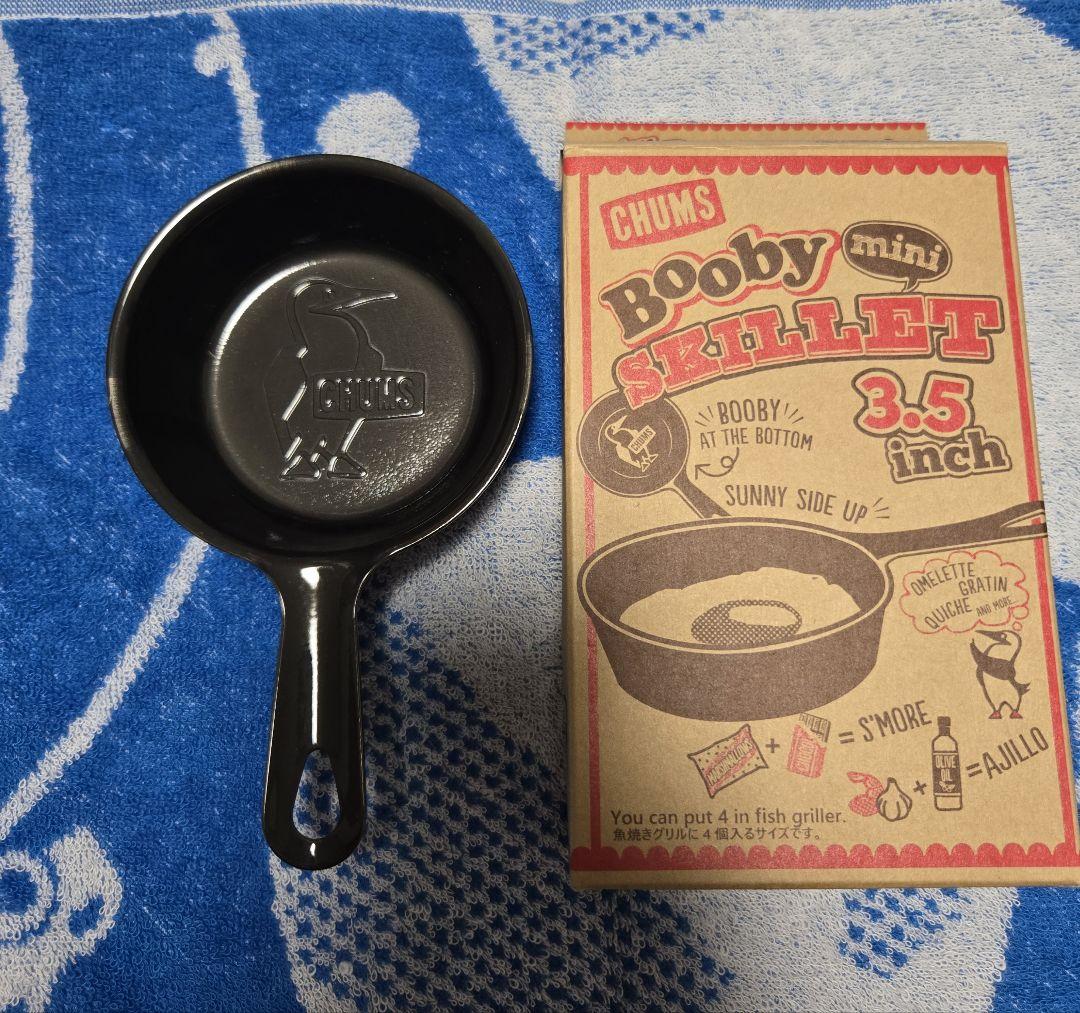 CHUMS
CHUMS
Booby mini
SKILLET
3.5
inch
BOOBY
AT THE BOTTOM
CHUMS
SUNNY SIDE UP
OMELETTE
GRATIN
QUICHE AND MORE...
= S'MORE
OLIVE
OIL
+
+
=AJILLO
You can put 4 in fish griller.
魚焼きグリルに4個入るサイズです。